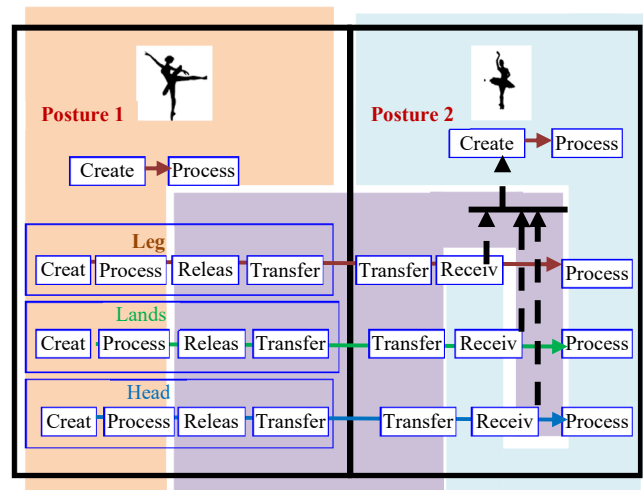 Posture 1
Posture 2
Create Process
Create Process
Leg
Creat Process Releas Transfer Transfer Receiv Process
Lands
Creat Process Releas Transfer Transfer Receiv Process
Head
Creat Process Releas Transfer Transfer Receiv Process